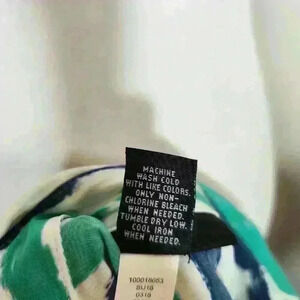 MACHINE
WASH COLD
WITH LIKE COLORS.
ONLY NON-
CHLORINE BLEACH
WHEN NEEDED.
TUMBLE DRY LOW.
COOL IRON
WHEN NEEDED.